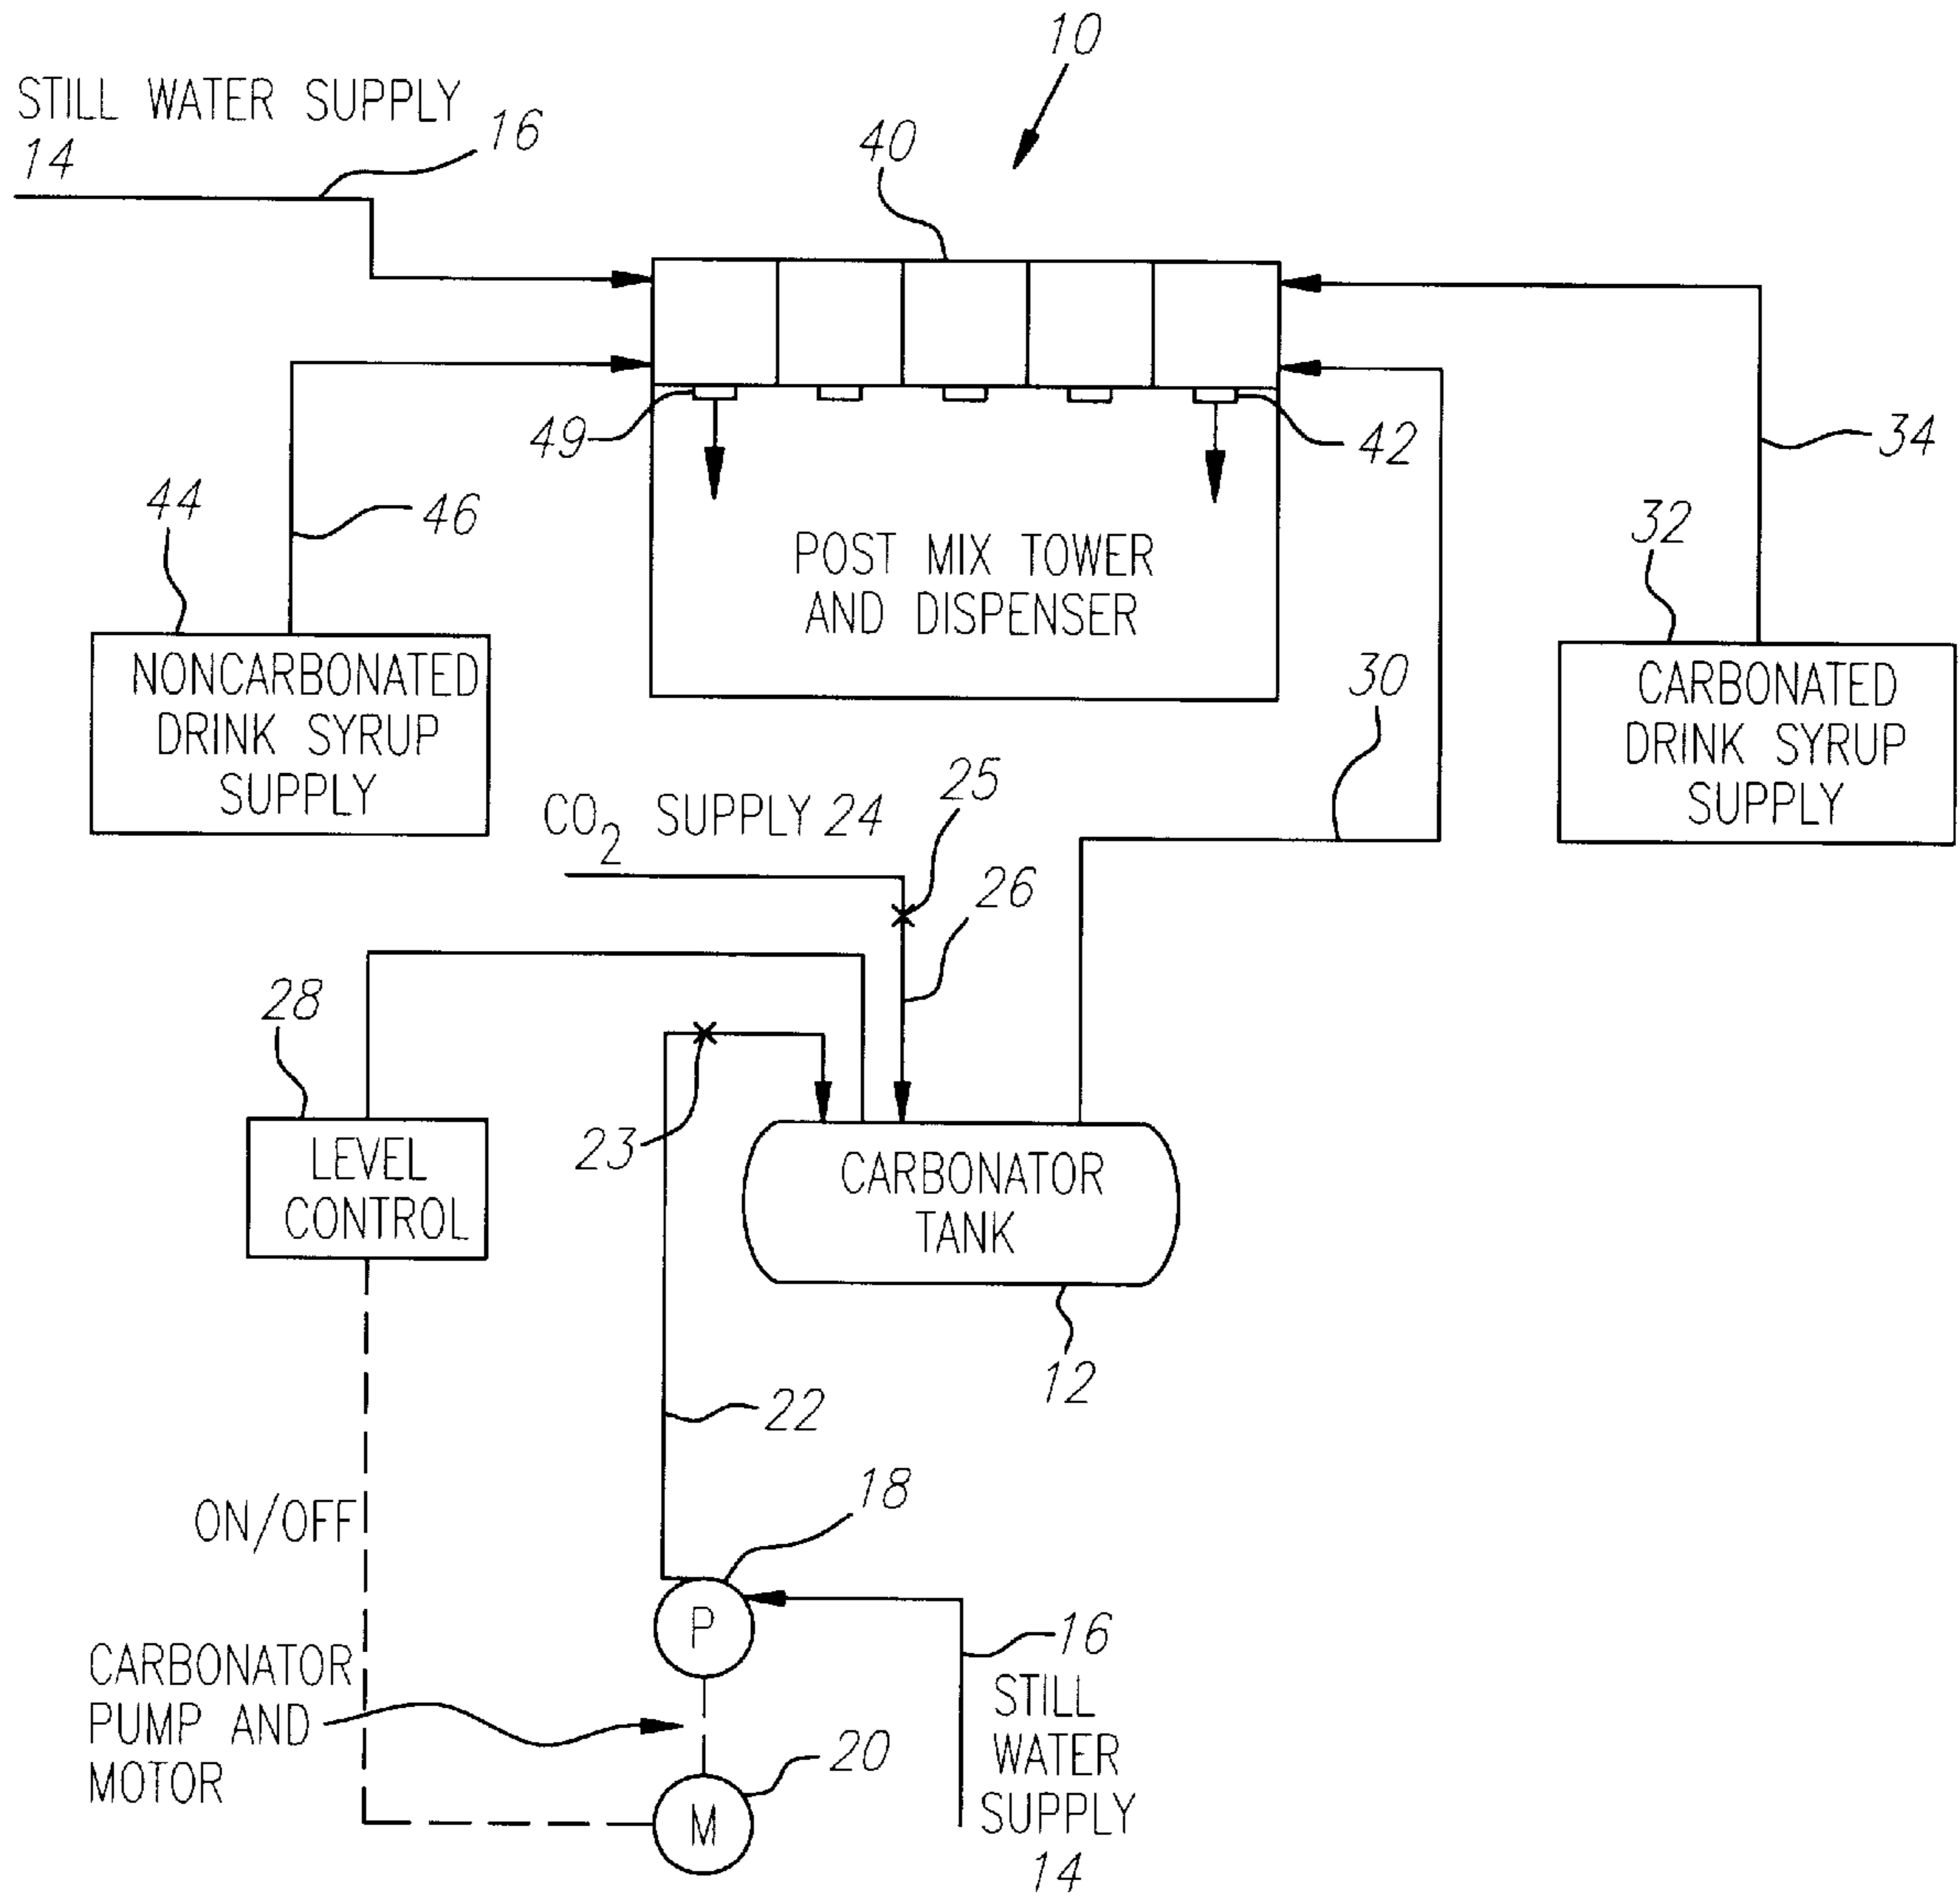 10
STILL WATER SUPPLY
14
16
40
49
42
34
44
46
32
POST MIX TOWER
AND DISPENSER
NONCARBONATED
DRINK SYRUP
SUPPLY
30
CARBONATED
DRINK SYRUP
SUPPLY
CO2 SUPPLY 24
25
26
28
23
LEVEL
CONTROL
CARBONATOR
TANK
12
22
18
ON/OFF
P
16
CARBONATOR
PUMP AND
MOTOR
STILL
WATER
SUPPLY
14
20
M